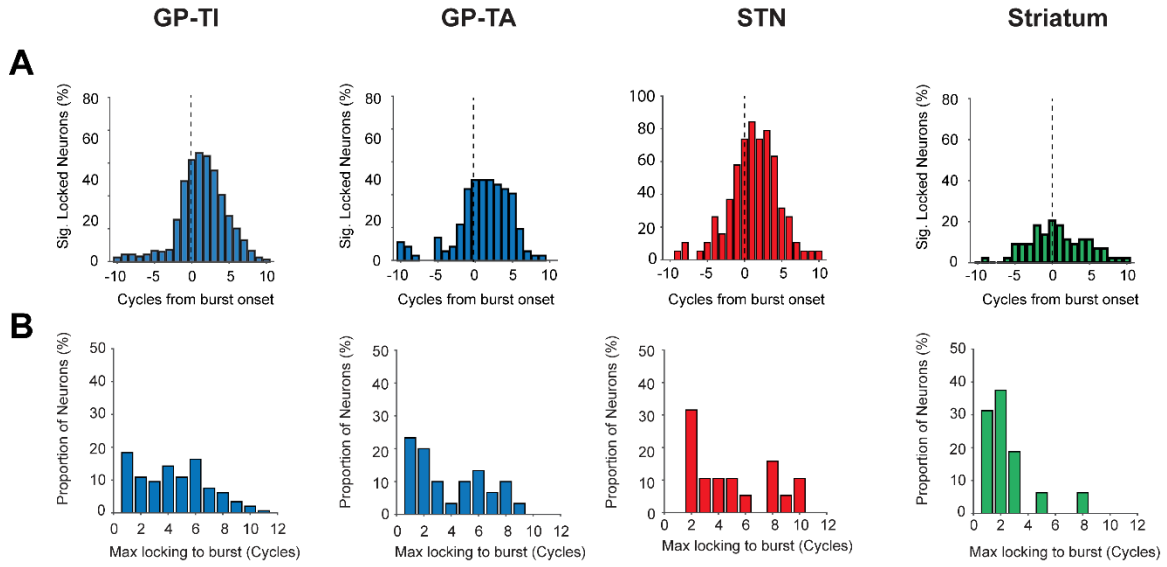 GP-TI GP-TA STN Striatum
A
Sig. Locked Neurons (%)
80
60
40
20
0
-10 -5 0 5 10
Cycles from burst onset
Sig. Locked Neurons (%)
80
60
40
20
0
-10 -5 0 5 10
Cycles from burst onset
Sig. Locked Neurons (%)
100
80
60
40
20
0
-10 -5 0 5 10
Cycles from burst onset
Sig. Locked Neurons (%)
80
60
40
20
0
-10 -5 0 5 10
Cycles from burst onset
B
Proportion of Neurons (%)
50
40
30
20
10
0
0 2 4 6 8 10 12
Max locking to burst (Cycles)
Proportion of Neurons (%)
50
40
30
20
10
0
0 2 4 6 8 10 12
Max locking to burst (Cycles)
Proportion of Neurons (%)
50
40
30
20
10
0
0 2 4 6 8 10 12
Max locking to burst (Cycles)
Proportion of Neurons (%)
50
40
30
20
10
0
0 2 4 6 8 10 12
Max locking to burst (Cycles)